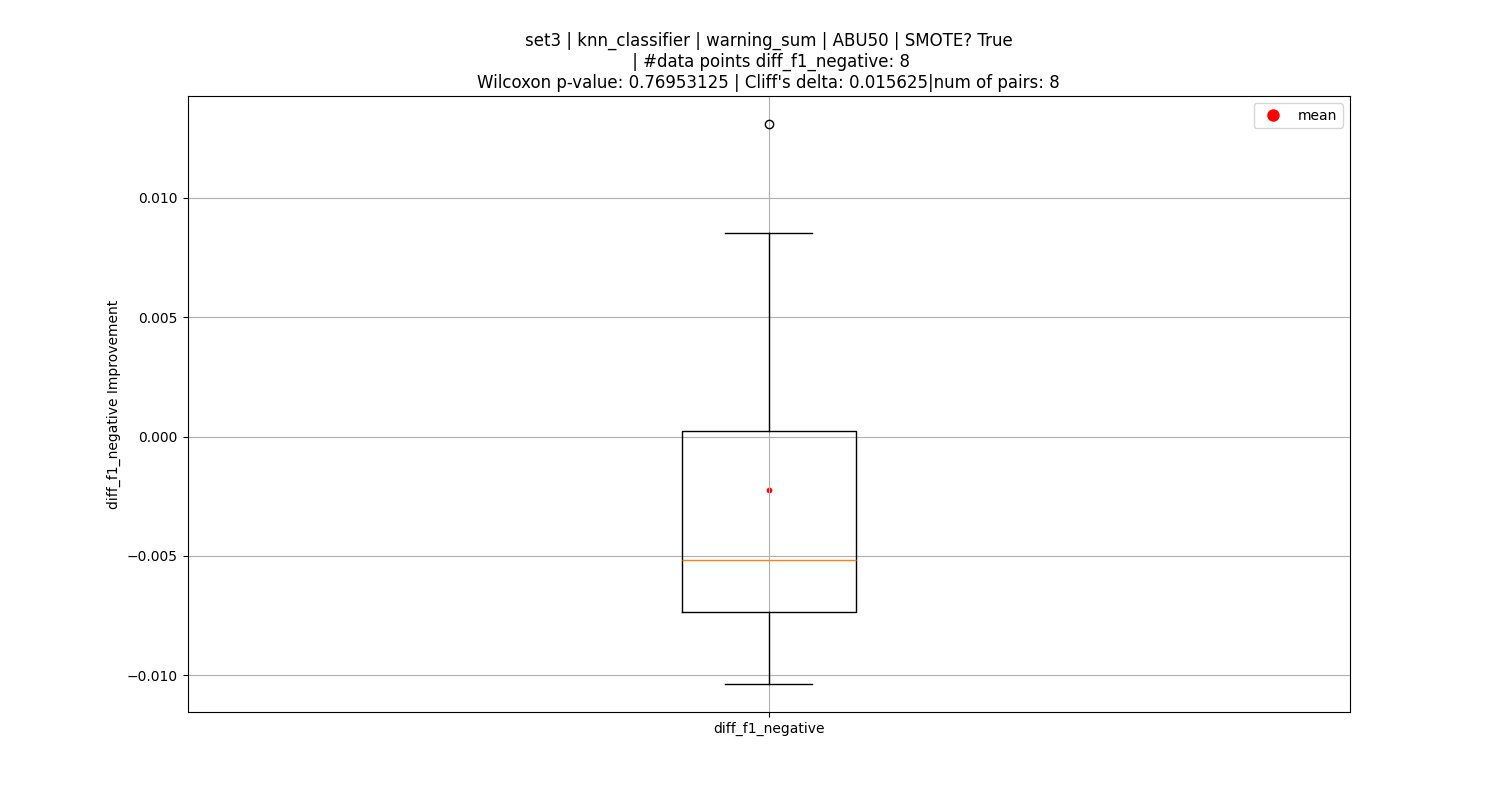 set3 | knn_classifier | warning_sum | ABU50 | SMOTE? True
| #data points diff_f1_negative: 8
Wilcoxon p-value: 0.76953125 | Cliff's delta: 0.015625|num of pairs: 8
mean
0.010
0.005
0.000
−0.005
−0.010
diff_f1_negative Improvement
diff_f1_negative